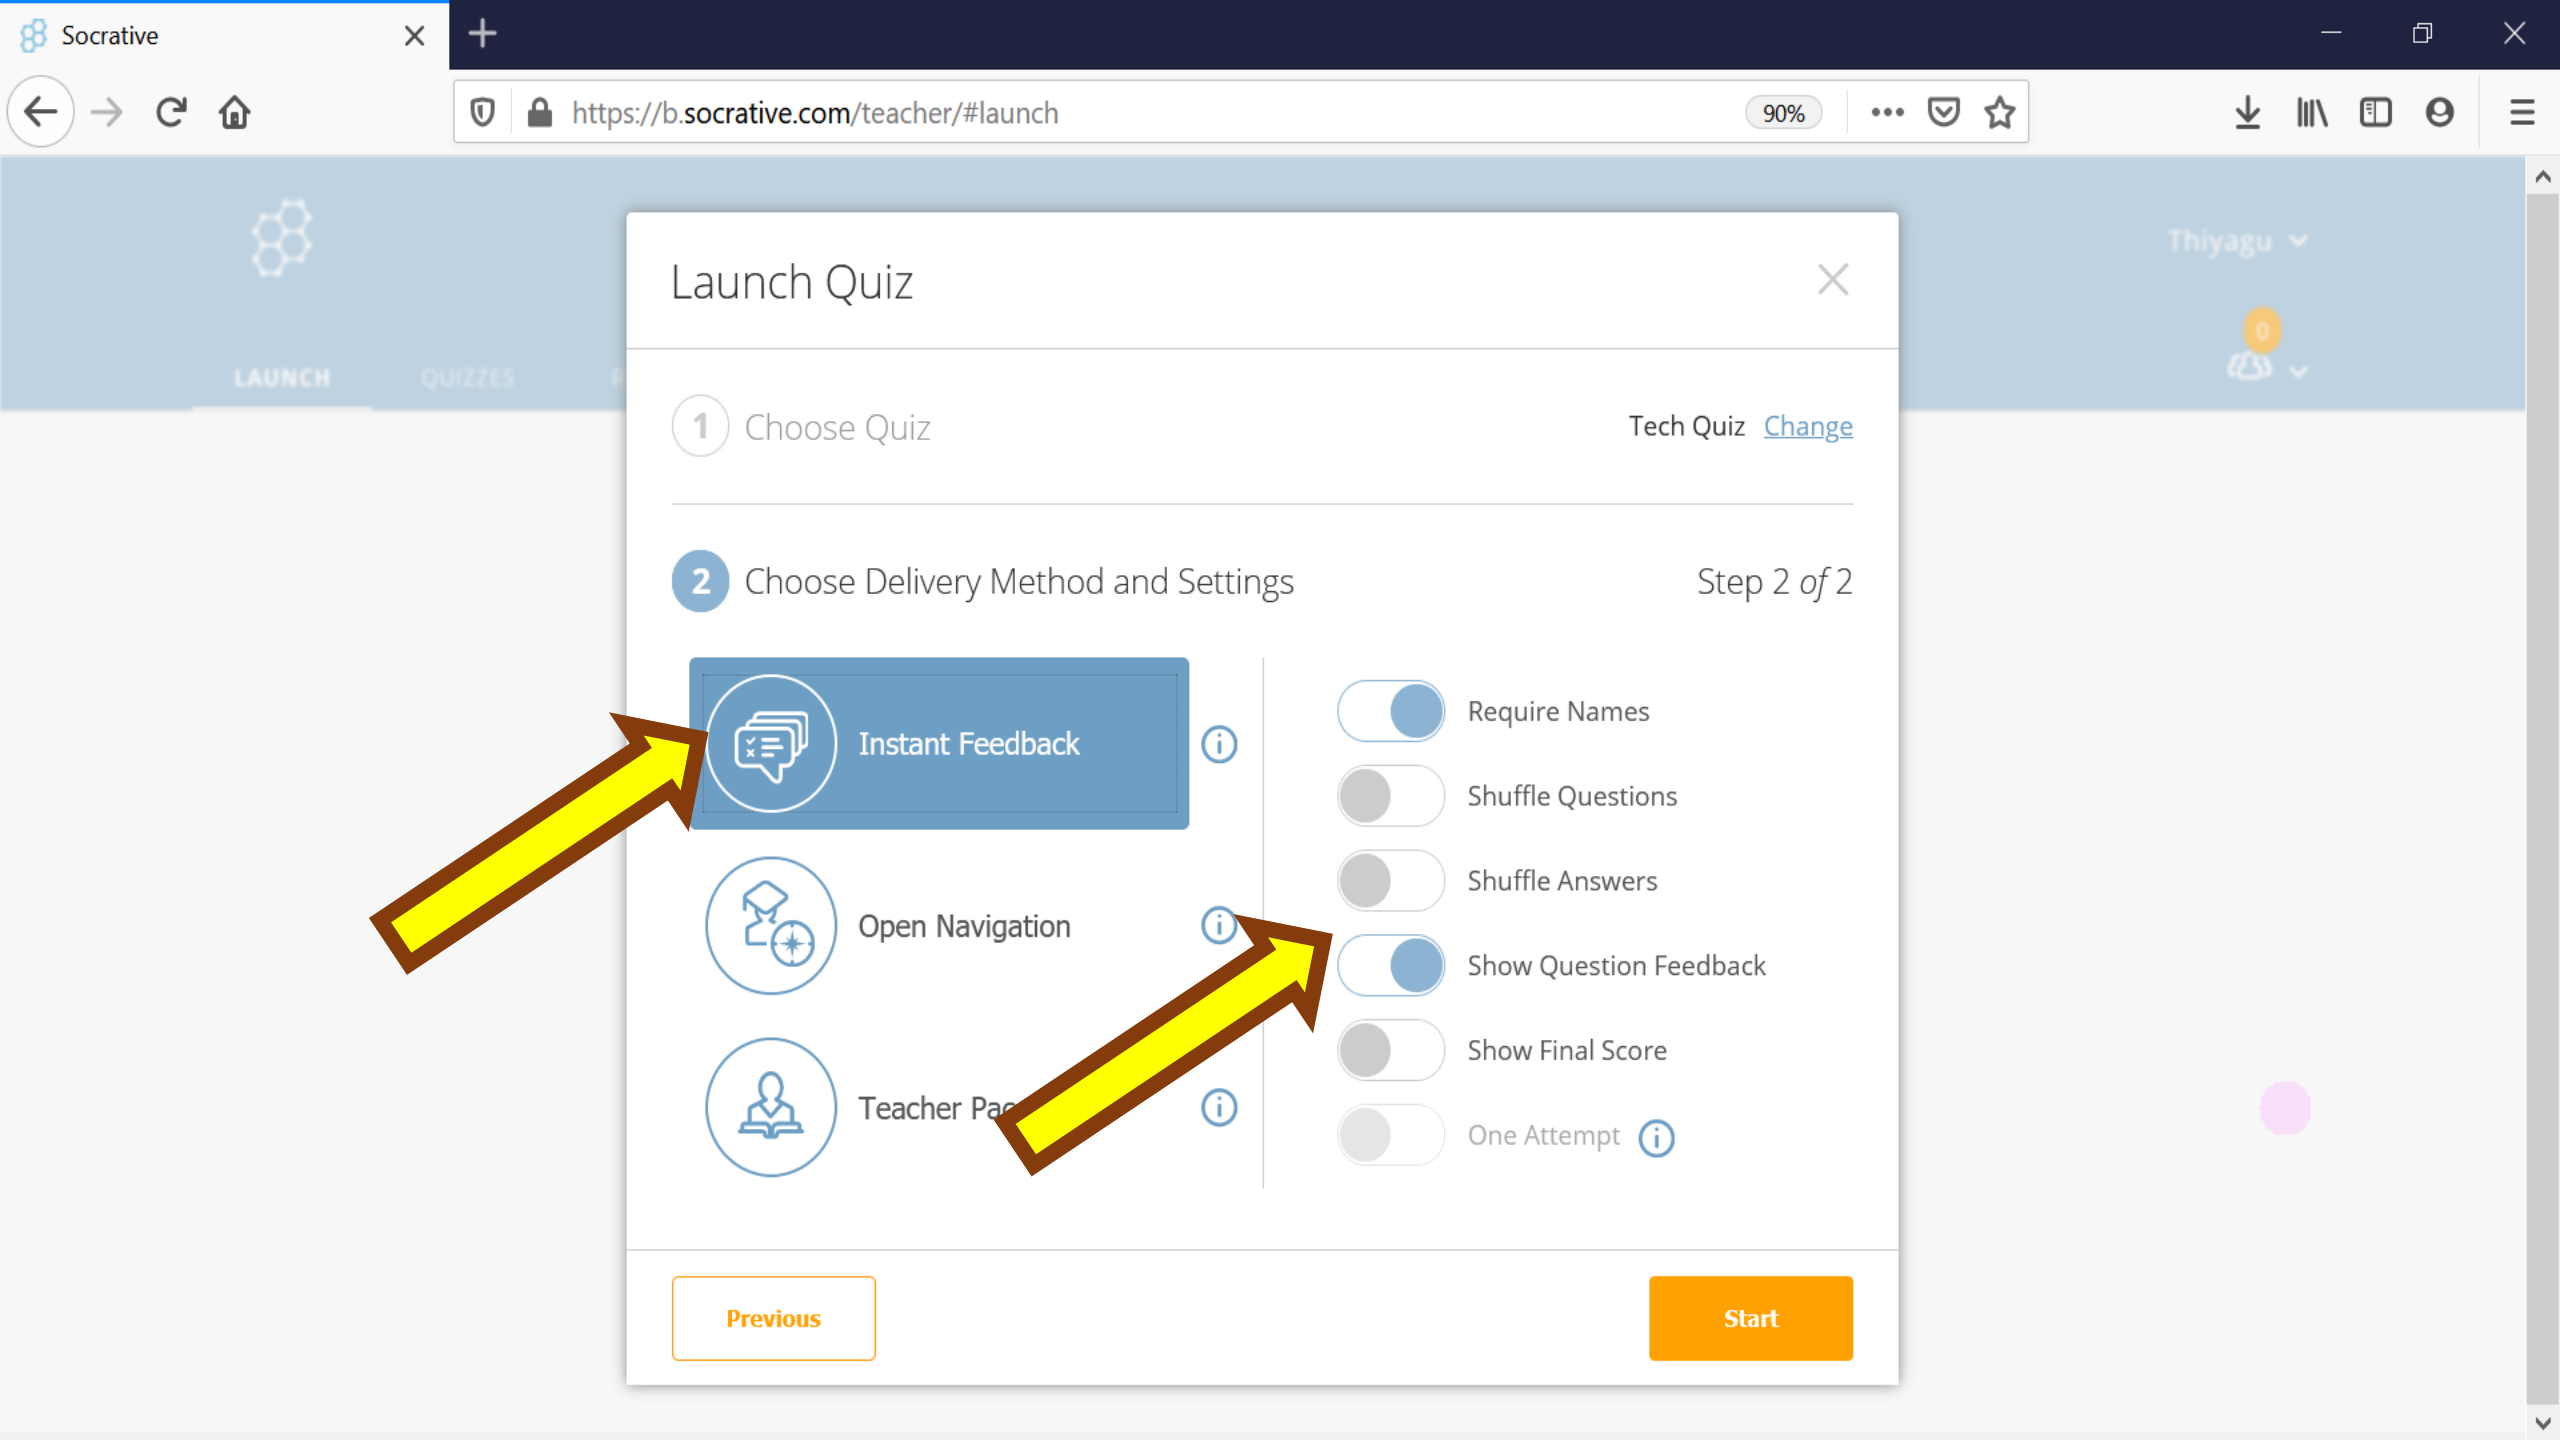 Socrative
https://b.socrative.com/teacher/#launch
90%
Thiyagu
0
LAUNCH QUIZZES
Launch Quiz
1 Choose Quiz
Tech Quiz Change
2 Choose Delivery Method and Settings
Step 2 of 2
Instant Feedback
Open Navigation
Teacher
Require Names
Shuffle Questions
Shuffle Answers
Show Question Feedback
Show Final Score
One Attempt
Previous
Start